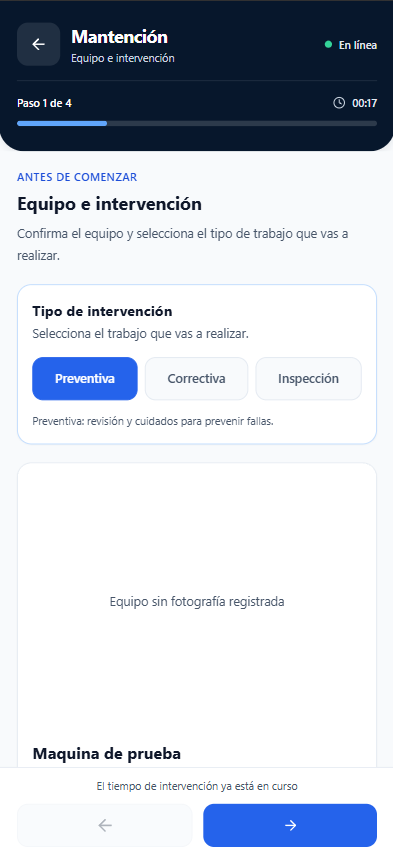 Mantención
Equipo e intervención
En línea
Paso 1 de 4
00:17
ANTES DE COMENZAR
Equipo e intervención
Confirma el equipo y selecciona el tipo de trabajo que vas a
realizar.
Tipo de intervención
Selecciona el trabajo que vas a realizar.
Preventiva
Correctiva
Inspección
Preventiva: revisión y cuidados para prevenir fallas.
Equipo sin fotografía registrada
Maquina de prueba
El tiempo de intervención ya está en curso